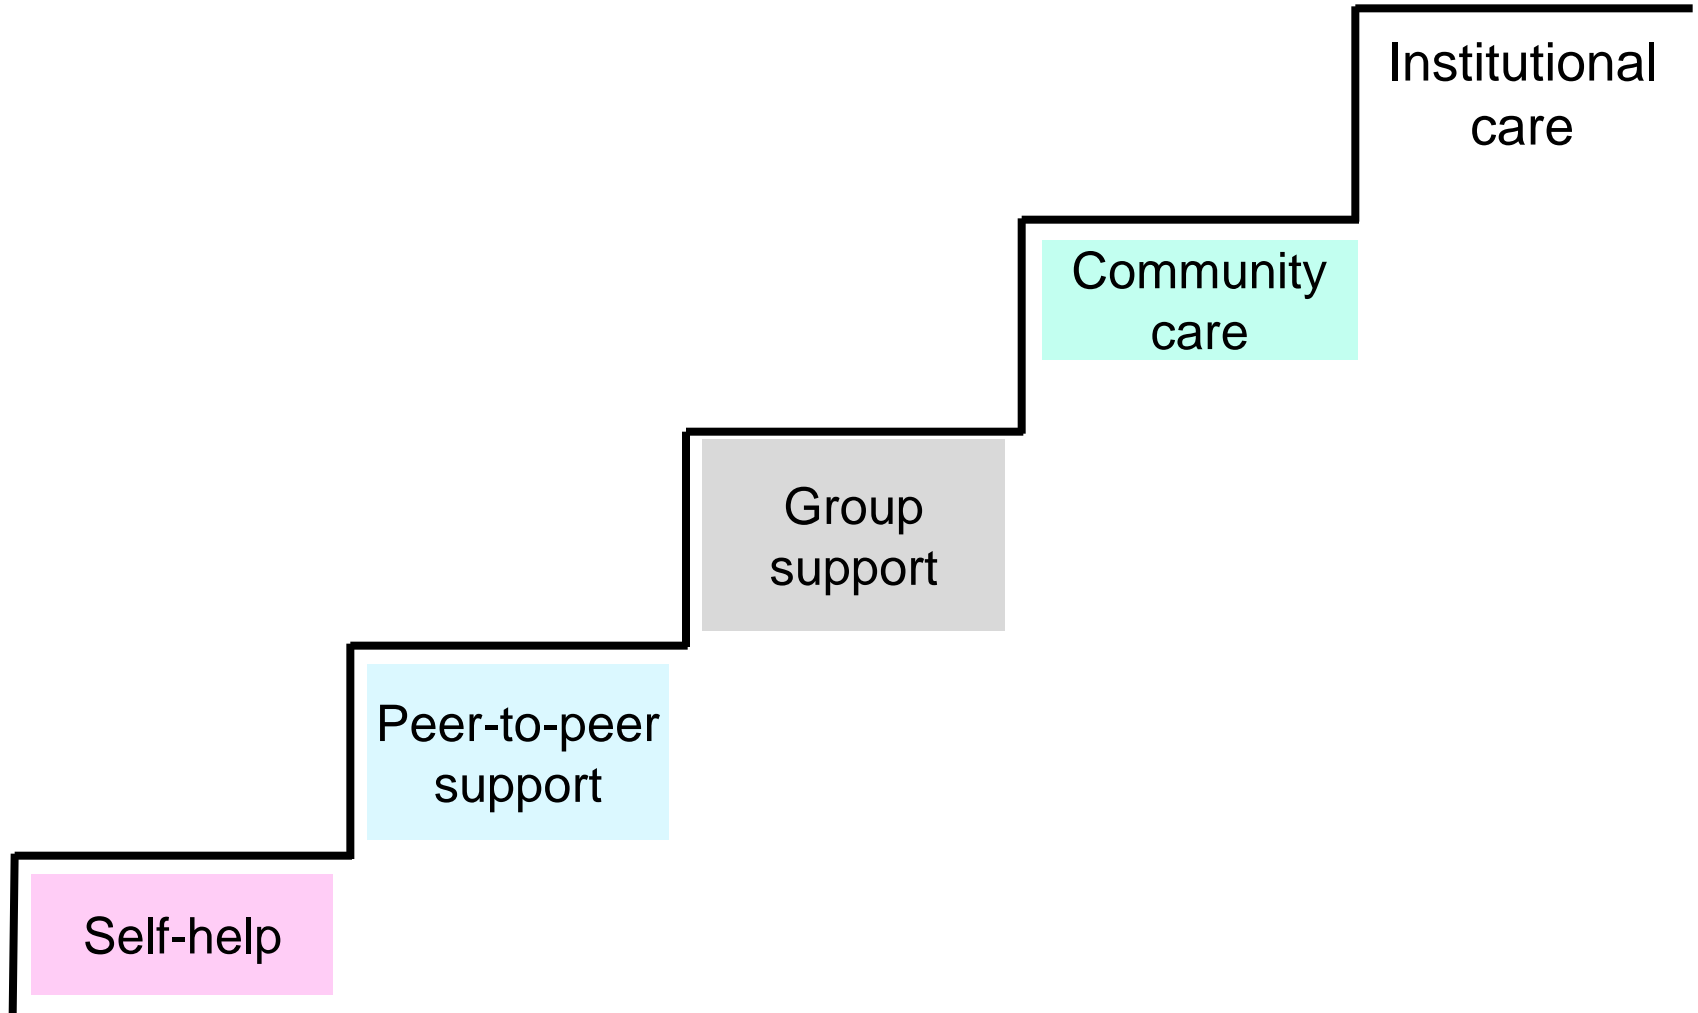 Institutional
care
Community
care
Group
support
Peer-to-peer
support
Self-help